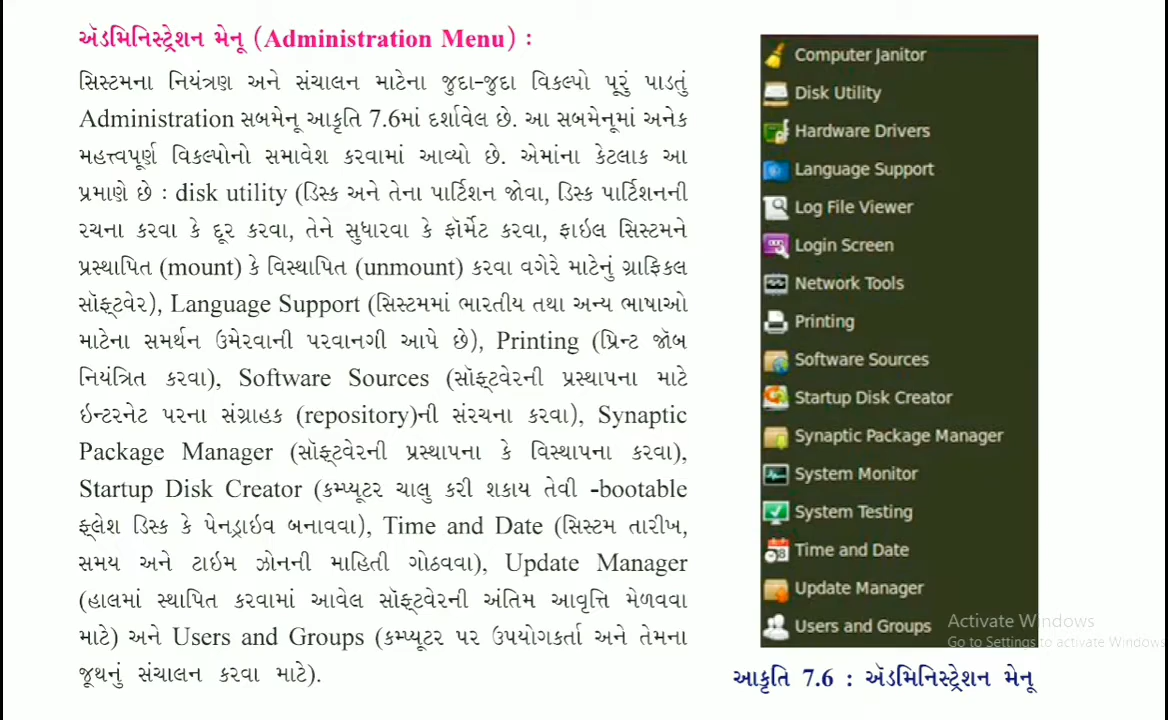 ઍડમિનિસ્ટ્રેશન મેનૂ (Administration Menu) :
સિસ્ટમના નિયંત્રણ અને સંચાલન માટેના જુદા-જુદા વિકલ્પો પૂરું પાડતું
Administration સબમેનૂ આકૃતિ 7.6માં દર્શાવેલ છે. આ સબમેનૂમાં અનેક
મહત્ત્વપૂર્ણ વિકલ્પોનો સમાવેશ કરવામાં આવ્યો છે. એમાંના કેટલાક આ
પ્રમાણે છે : disk utility (ડિસ્ક અને તેના પાર્ટિશન જોવા, ડિસ્ક પાર્ટિશનની
રચના કરવા કે દૂર કરવા, તેને સુધારવા કે ફૉર્મેટ કરવા, ફાઇલ સિસ્ટમને
પ્રસ્થાપિત (mount) કે વિસ્થાપિત (unmount) કરવા વગેરે માટેનું ગ્રાફિકલ
સૉફ્ટવેર), Language Support (સિસ્ટમમાં ભારતીય તથા અન્ય ભાષાઓ
માટેના સમર્થન ઉમેરવાની પરવાનગી આપે છે), Printing (પ્રિન્ટ જૉબ
નિયંત્રિત કરવા), Software Sources (સૉફ્ટવેરની પ્રસ્થાપના માટે
ઇન્ટરનેટ પરના સંગ્રાહક (repository)ની સંરચના કરવા), Synaptic
Package Manager (સૉફ્ટવેરની પ્રસ્થાપના કે વિસ્થાપના કરવા),
Startup Disk Creator (કમ્પ્યૂટર ચાલુ કરી શકાય તેવી -bootable
ફ્લેશ ડિસ્ક કે પેનડ્રાઇવ બનાવવા), Time and Date (સિસ્ટમ તારીખ,
સમય અને ટાઇમ ઝોનની માહિતી ગોઠવવા), Update Manager
(હાલમાં સ્થાપિત કરવામાં આવેલ સૉફ્ટવેરની અંતિમ આવૃત્તિ મેળવવા
માટે) અને Users and Groups (કમ્પ્યૂટર પર ઉપયોગકર્તા અને તેમના
જૂથનું સંચાલન કરવા માટે).
Computer Janitor
Disk Utility
Hardware Drivers
Language Support
Log File Viewer
Login Screen
Network Tools
Printing
Software Sources
Startup Disk Creator
Synaptic Package Manager
System Monitor
System Testing
Time and Date
Update Manager
Users and Groups
Activate Windows
Go to Settings to activate Windows
આકૃતિ 7.6 : ઍડમિનિસ્ટ્રેશન મેનૂ